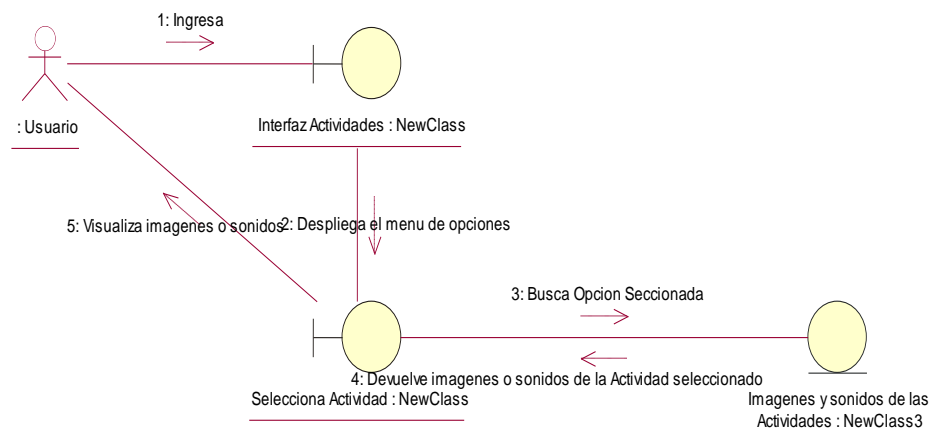 1: Ingresa
: Usuario
Interfaz Actividades : NewClass
5: Visualiza imagenes o sonidos
2: Despliega el menu de opciones
3: Busca Opcion Seccionada
4: Devuelve imagenes o sonidos de la Actividad seleccionado
Selecciona Actividad : NewClass
Imagenes y sonidos de las
Actividades : NewClass3